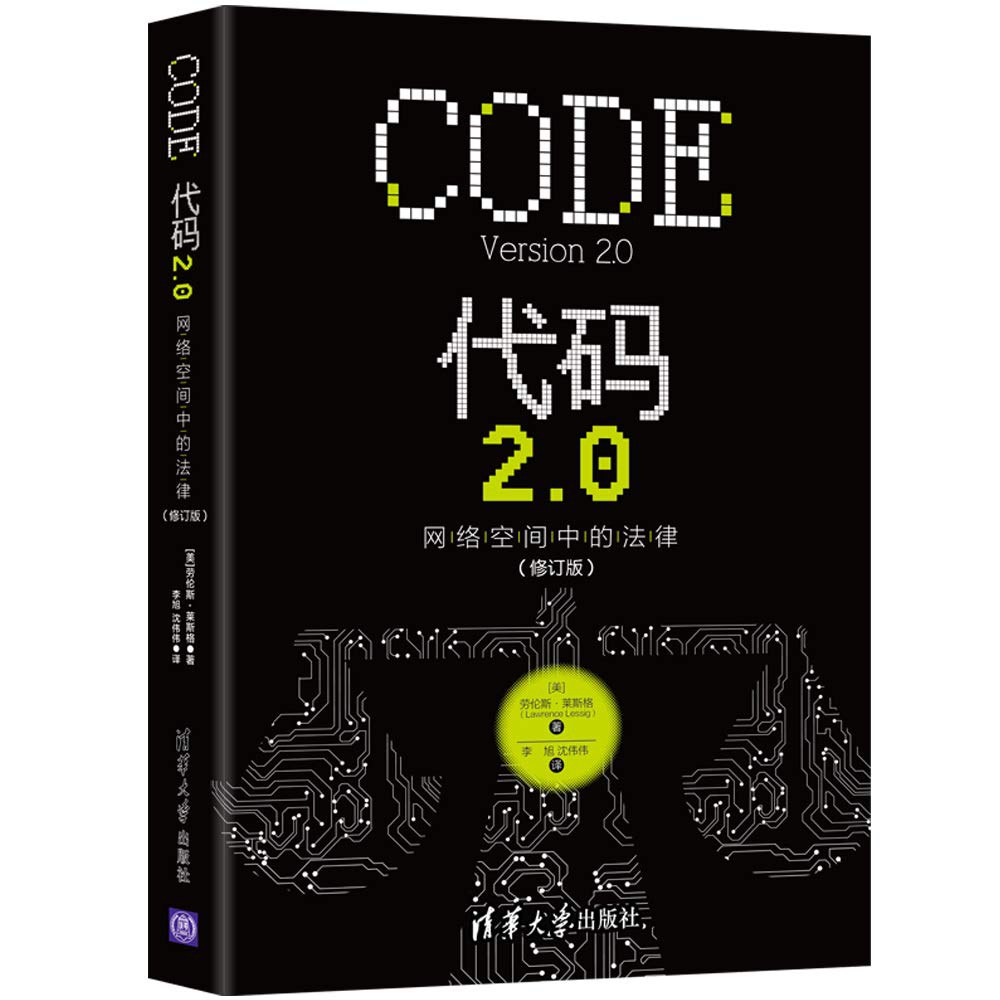 CODE
Version 2.0
代码
2.0
网络空间中的法律
（修订版）
[美]
劳伦斯·莱斯格
(Lawrence Lessig)
著
李 旭 沈伟伟
译
清华大学出版社
CODE 代码2.0 网络空间中的法律（修订版）
[美]劳伦斯·莱斯格 著
李旭 沈伟伟 译
清华大学出版社